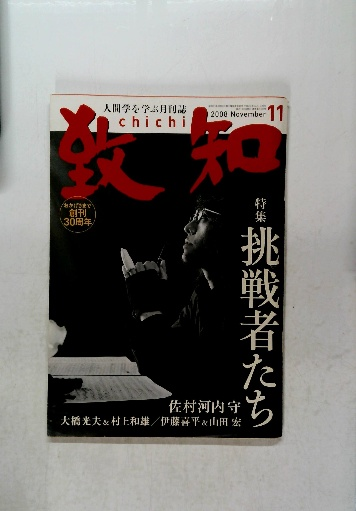 人間学を学ぶ月刊誌
chichi
2008 November 11
致知
おかげさまで
創刊
30周年
特集
挑戦者たち
佐村河内守
大橋光夫&村上和雄/伊藤喜平&山田宏